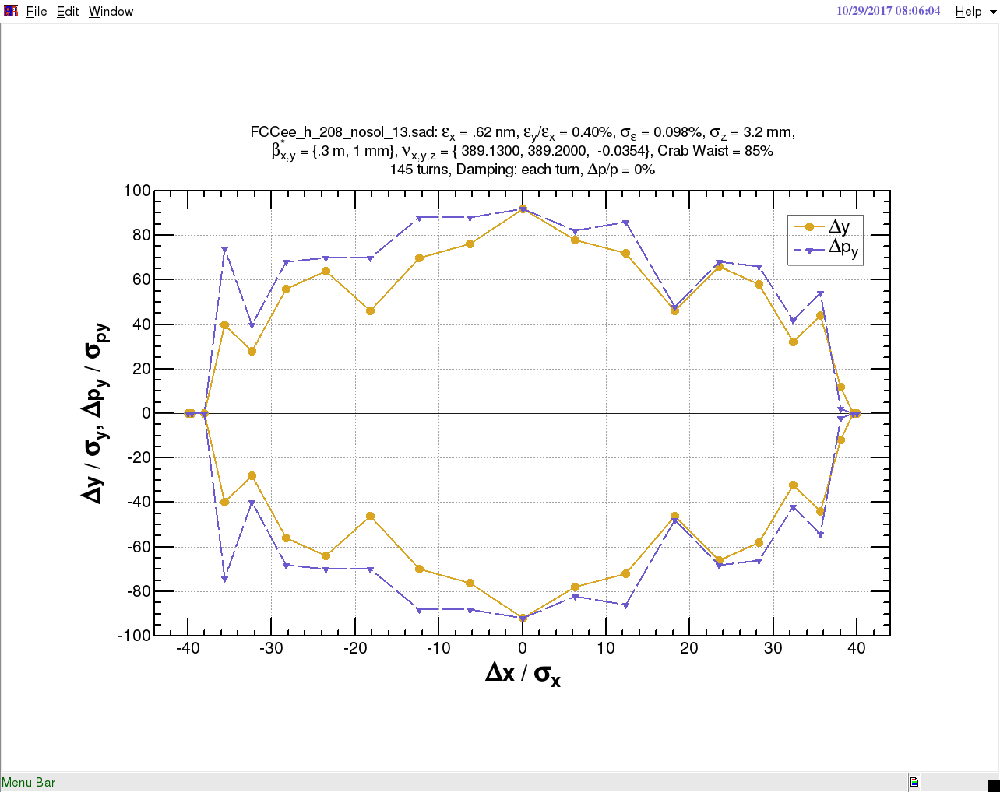 File Edit Window 10/29/2017 08:06:04 Help
FCCee_h_208_nosol_13.sad: εx = .62 nm, εy/εx = 0.40%, σε = 0.098%, σz = 3.2 mm,
β*x,y = {.3 m, 1 mm}, νx,y,z = { 389.1300, 389.2000, -0.0354}, Crab Waist = 85%
145 turns, Damping: each turn, Δp/p = 0%
Δy
Δpy
Δy / σy, Δpy / σpy
100
80
60
40
20
0
-20
-40
-60
-80
-100
-40 -30 -20 -10 0 10 20 30 40
Δx / σx
Menu Bar